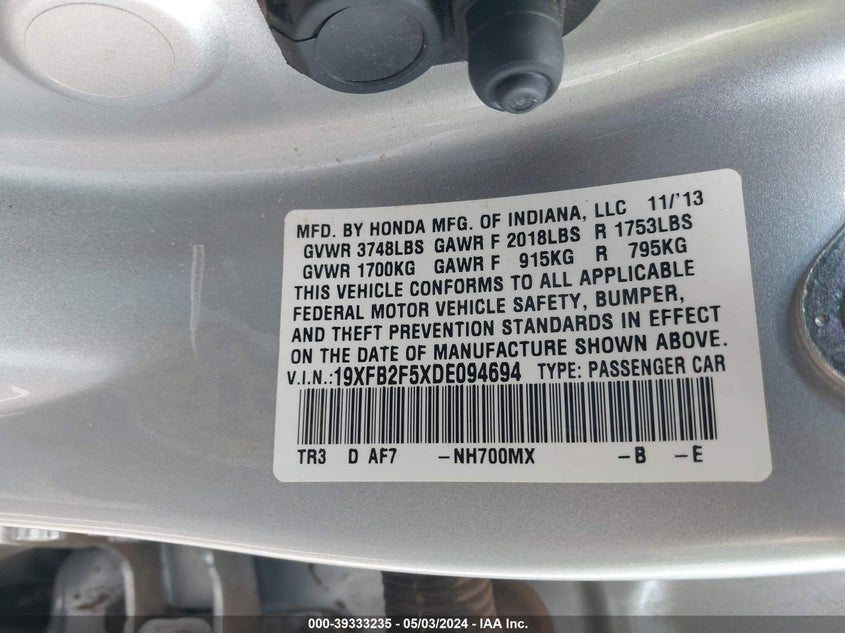 MFD. BY HONDA MFG. OF INDIANA, LLC 11/'13
GVWR 3748LBS GAWR F 2018LBS R 1753LBS
GVWR 1700KG GAWR F 915KG R 795KG
THIS VEHICLE CONFORMS TO ALL APPLICABLE
FEDERAL MOTOR VEHICLE SAFETY, BUMPER,
AND THEFT PREVENTION STANDARDS IN EFFECT
ON THE DATE OF MANUFACTURE SHOWN ABOVE.
V.I.N.:19XFB2F5XDE094694 TYPE: PASSENGER CAR
TR3 D AF7 -NH700MX -B -E
000-39333235 - 05/03/2024 - IAA Inc.